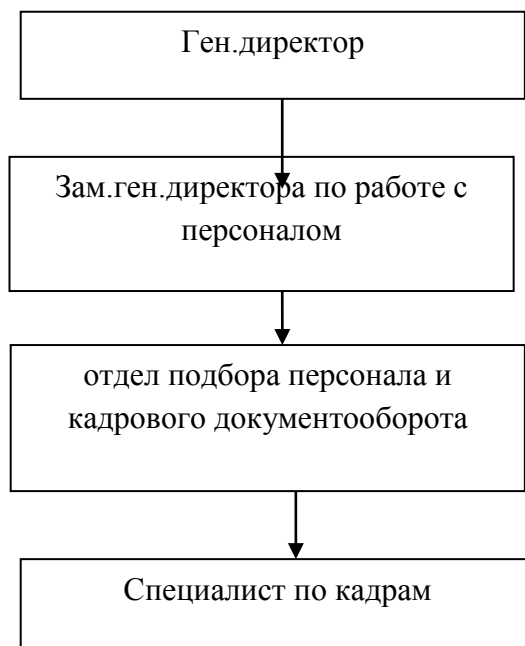 Ген.директор
Зам.ген.директора по работе с
персоналом
отдел подбора персонала и
кадрового документооборота
Специалист по кадрам